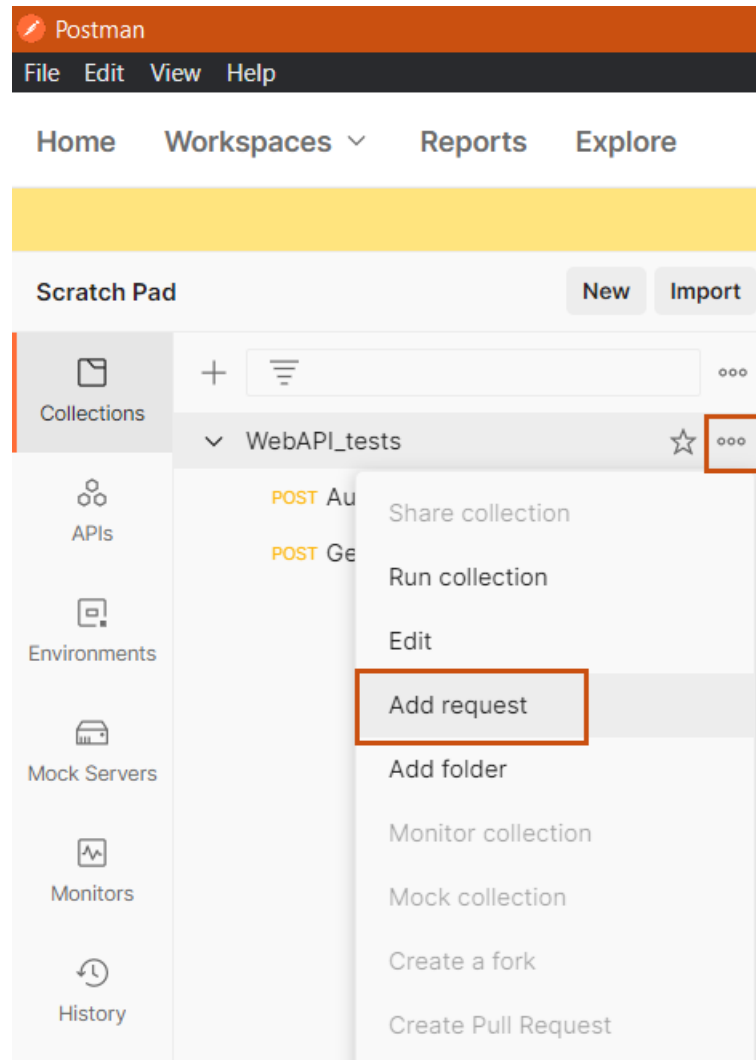 Postman
File Edit View Help
Home Workspaces Reports Explore
Scratch Pad New Import
Collections
WebAPI_tests
POST Au
POST Ge
Share collection
Run collection
Edit
Add request
Add folder
Monitor collection
Mock collection
Create a fork
Create Pull Request
APIs
Environments
Mock Servers
Monitors
History